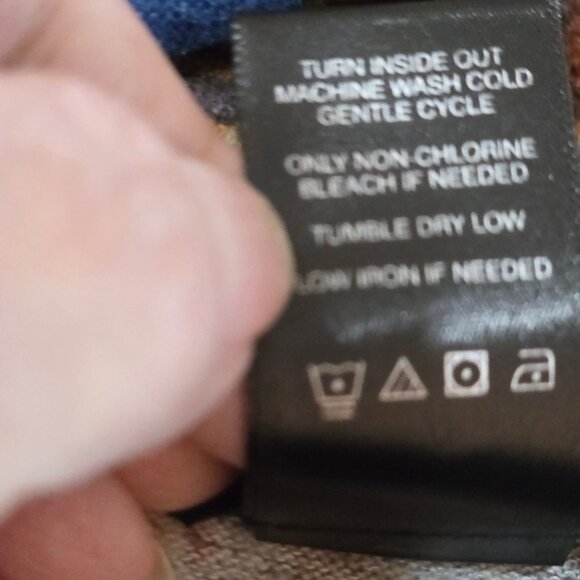 TURN INSIDE OUT
MACHINE WASH COLD
GENTLE CYCLE
ONLY NON-CHLORINE
BLEACH IF NEEDED
TUMBLE DRY LOW
LOW IRON IF NEEDED